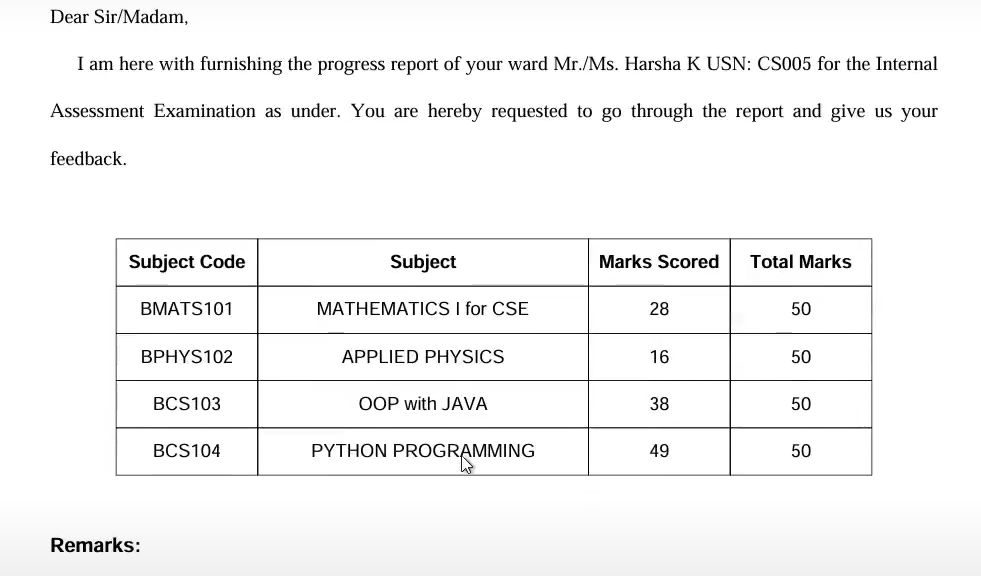 Dear Sir/Madam,
I am here with furnishing the progress report of your ward Mr./Ms. Harsha K USN: CS005 for the Internal
Assessment Examination as under. You are hereby requested to go through the report and give us your
feedback.
Subject Code Subject Marks Scored Total Marks
BMATS101 MATHEMATICS I for CSE 28 50
BPHYS102 APPLIED PHYSICS 16 50
BCS103 OOP with JAVA 38 50
BCS104 PYTHON PROGRAMMING 49 50
Remarks: